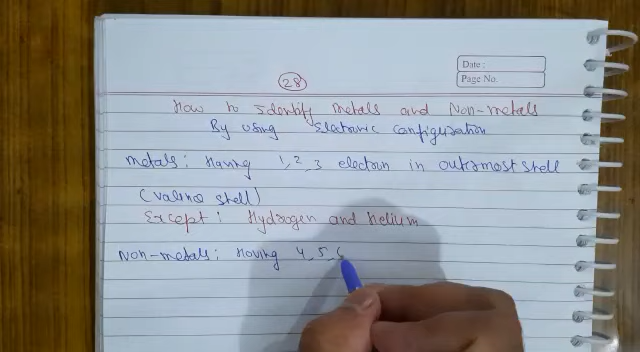 28
Date :
Page No.
How to Identify Metals and Non-metals
By using Electronic configuration
Metals: Having 1, 2, 3 electron in outermost shell
(Valence shell)
Except: Hydrogen and Helium
Non-metals: Having 4, 5, 6